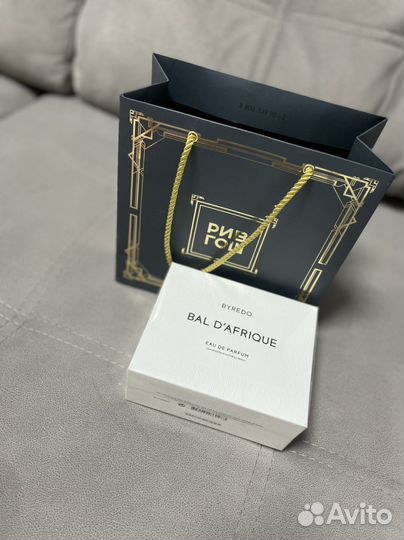 РИВ
ГОШ
BYREDO
BAL D'AFRIQUE
EAU DE PARFUM
Avito